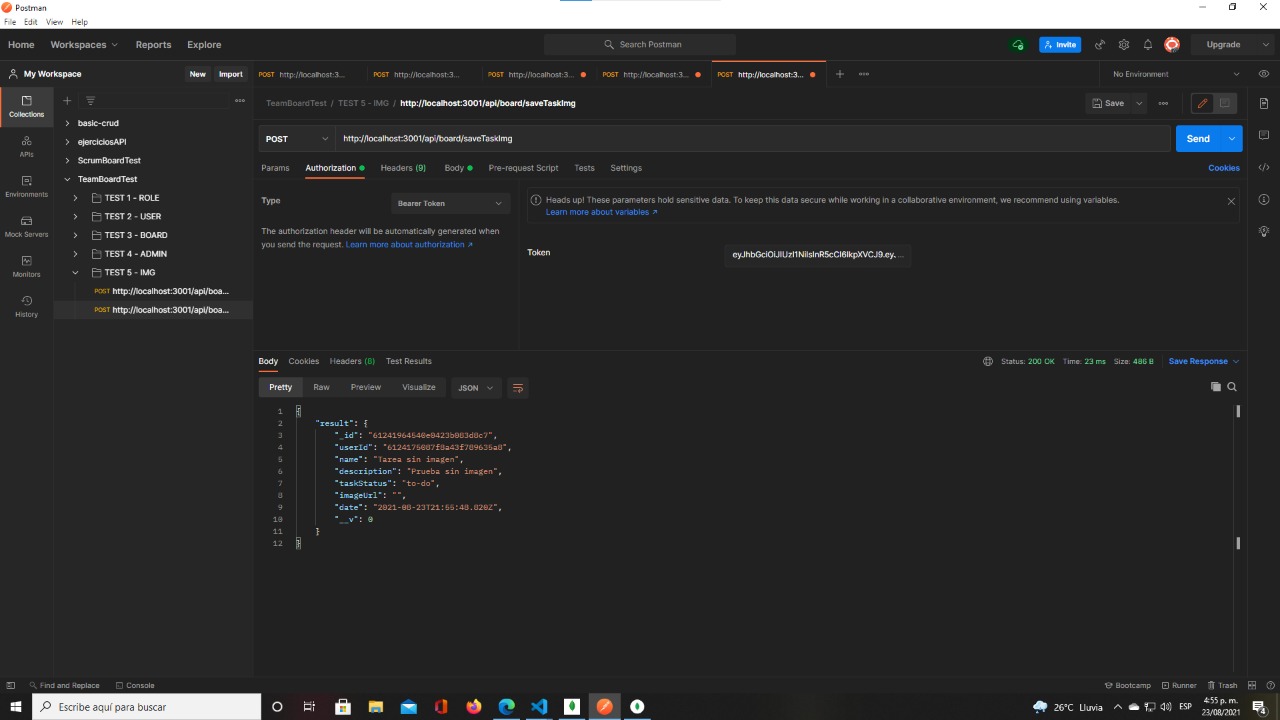 Postman
File Edit View Help
Home Workspaces Reports Explore Search Postman Invite Upgrade
My Workspace New Import
POST http://localhost:3... POST http://localhost:3... POST http://localhost:3... POST http://localhost:3... POST http://localhost:3... No Environment
Collections
APIs
Environments
Mock Servers
Monitors
History
basic-crud
ejerciciosAPI
ScrumBoardTest
TeamBoardTest
TEST 1 - ROLE
TEST 2 - USER
TEST 3 - BOARD
TEST 4 - ADMIN
TEST 5 - IMG
POST http://localhost:3001/api/boa...
POST http://localhost:3001/api/boa...
TeamBoardTest / TEST 5 - IMG / http://localhost:3001/api/board/saveTaskImg Save
POST http://localhost:3001/api/board/saveTaskImg Send
Params Authorization Headers (9) Body Pre-request Script Tests Settings Cookies
Type Bearer Token
The authorization header will be automatically generated when
you send the request. Learn more about authorization ↗
Heads up! These parameters hold sensitive data. To keep this data secure while working in a collaborative environment, we recommend using variables.
Learn more about variables ↗
Token
Body Cookies Headers (8) Test Results Status: 200 OK Time: 23 ms Size: 486 B Save Response
Pretty Raw Preview Visualize JSON
1 {
2 "result": {
3 "_id": "61241964540e0423b083d8c7",
4 "userId": "6124175087f8a43f789635a8",
5 "name": "Tarea sin imagen",
6 "description": "Prueba sin imagen",
7 "taskStatus": "to-do",
8 "imageUrl": "",
9 "date": "2021-08-23T21:55:48.820Z",
10 "__v": 0
11 }
12 }
Find and Replace Console Bootcamp Runner Trash
Escribe aquí para buscar 26°C Lluvia ESP 4:55 p. m.
23/08/2021